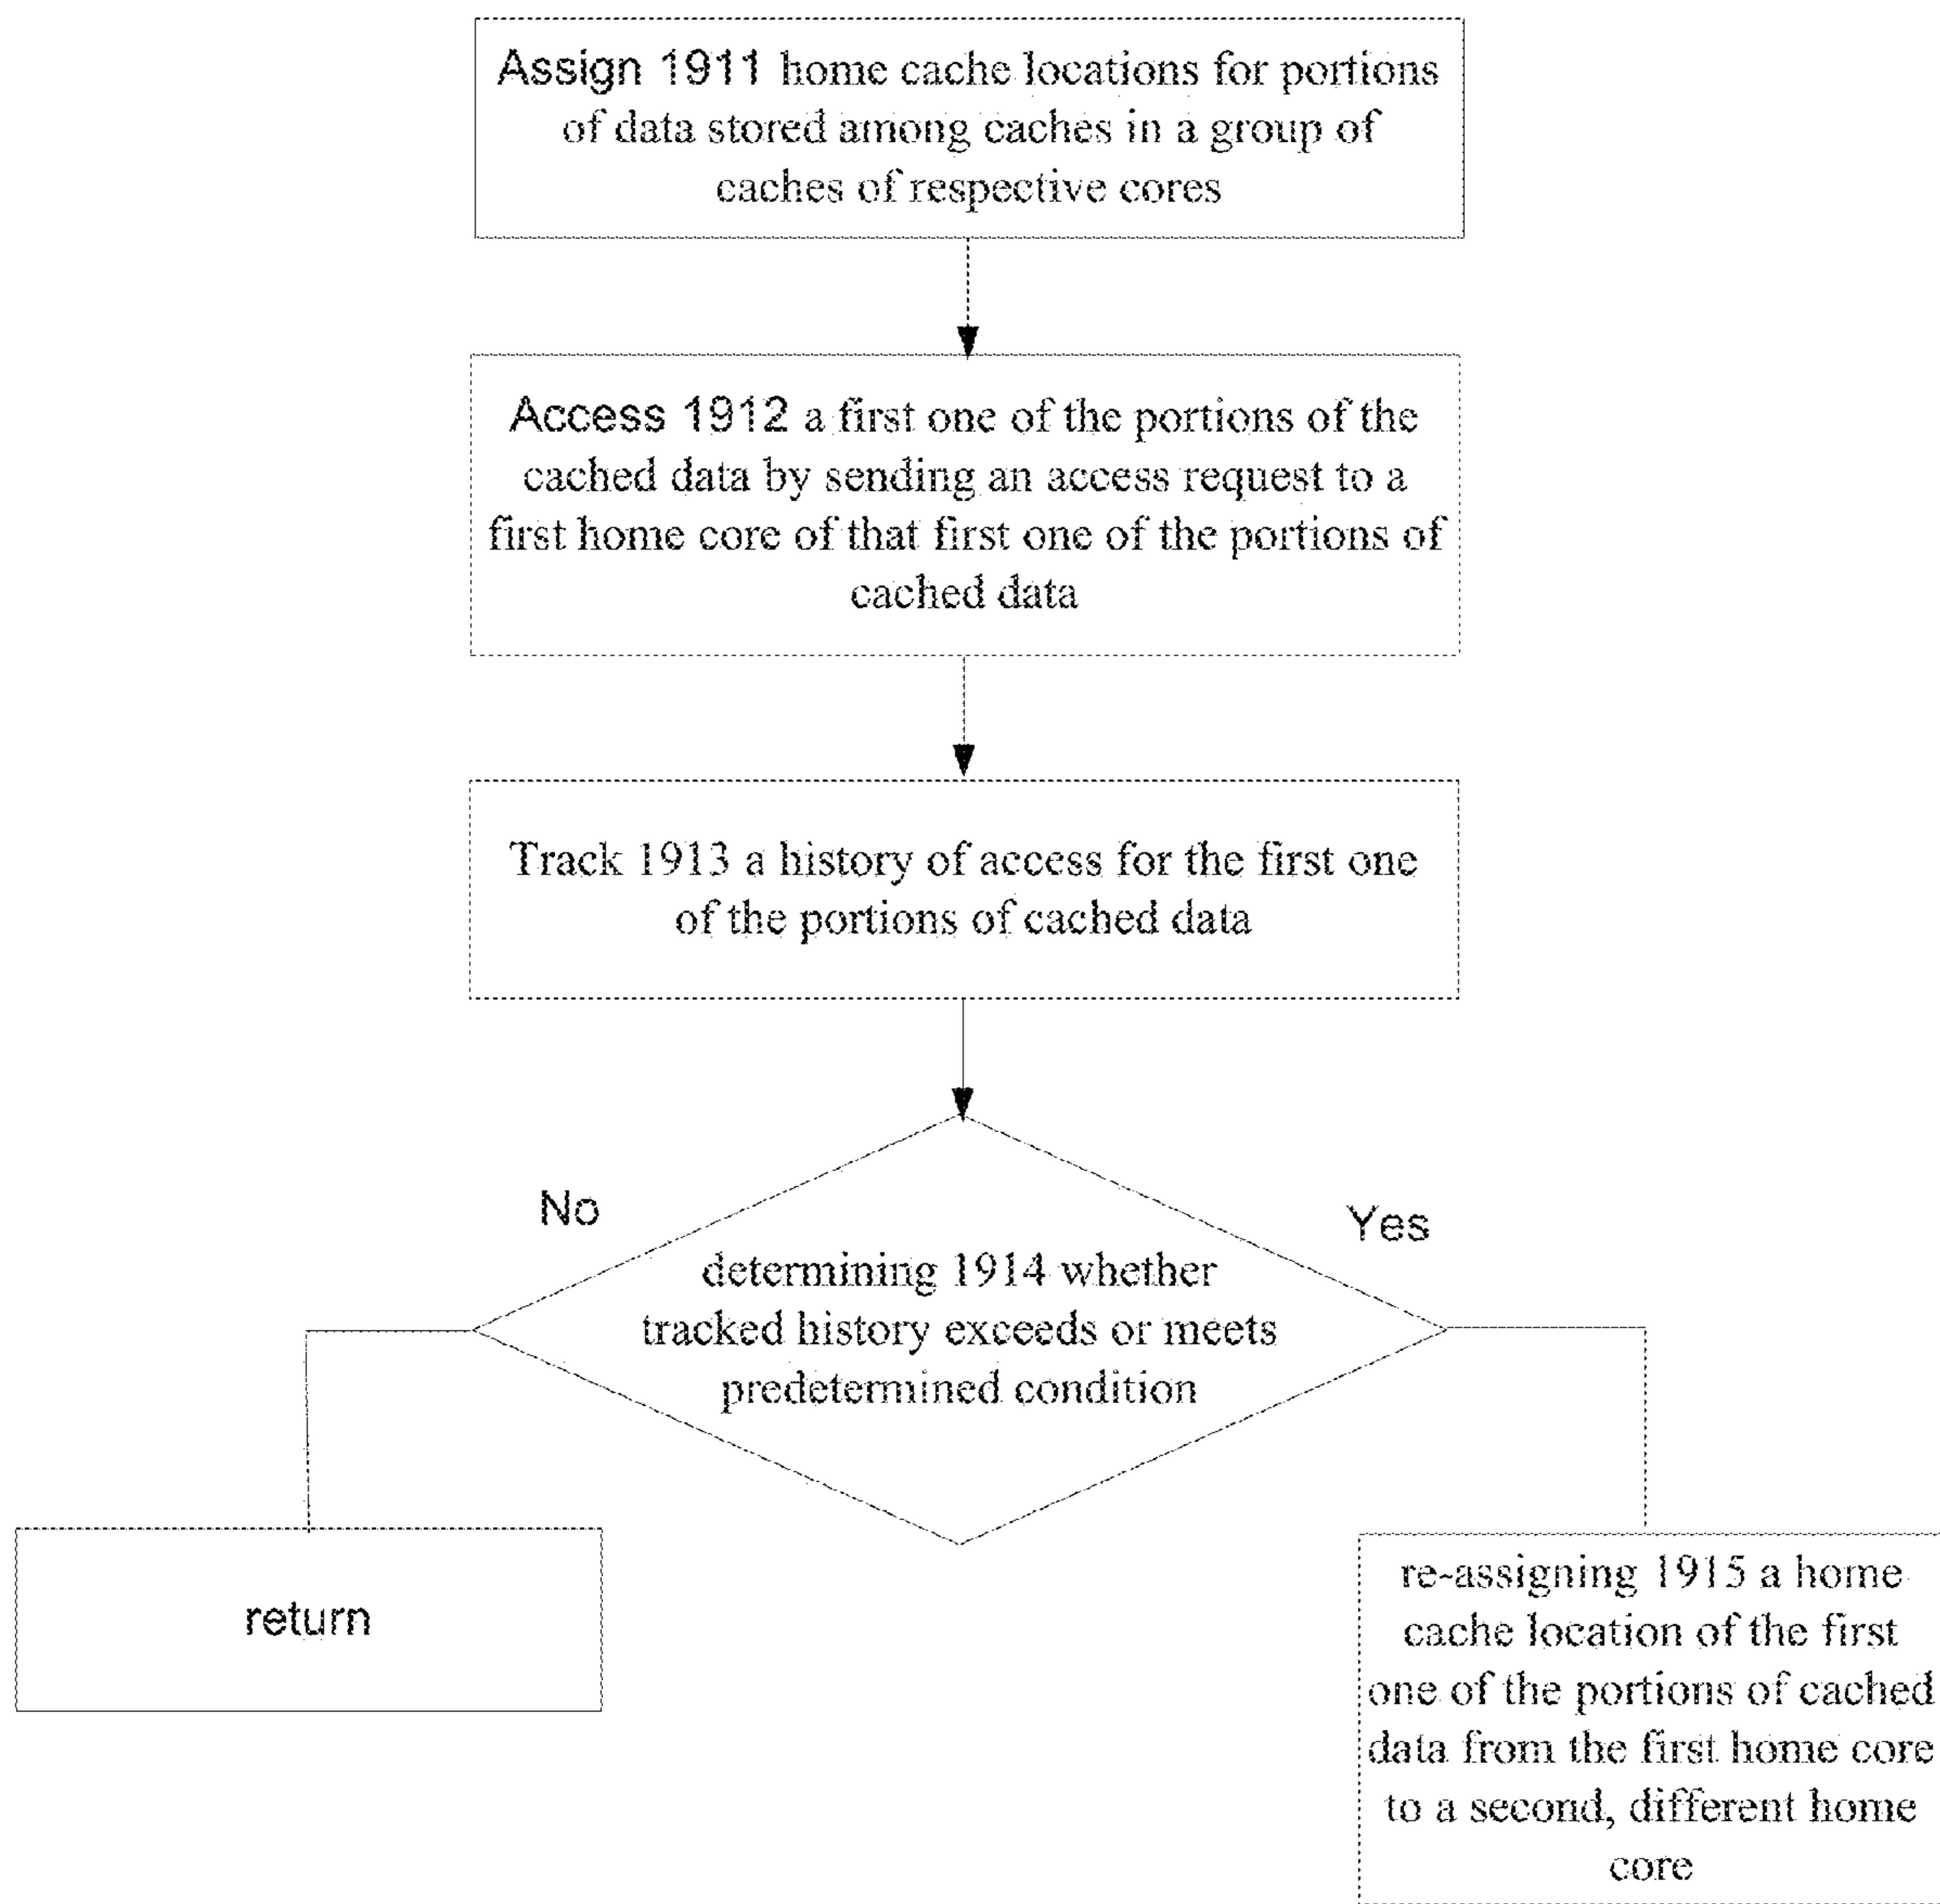 Assign 1911 home cache locations for portions
of data stored among caches in a group of
caches of respective cores
Access 1912 a first one of the portions of the
cached data by sending an access request to a
first home core of that first one of the portions of
cached data
Track 1913 a history of access for the first one
of the portions of cached data
No
Yes
determining 1914 whether
tracked history exceeds or meets
predetermined condition
return
re-assigning 1915 a home
cache location of the first
one of the portions of cached
data from the first home core
to a second, different home
core